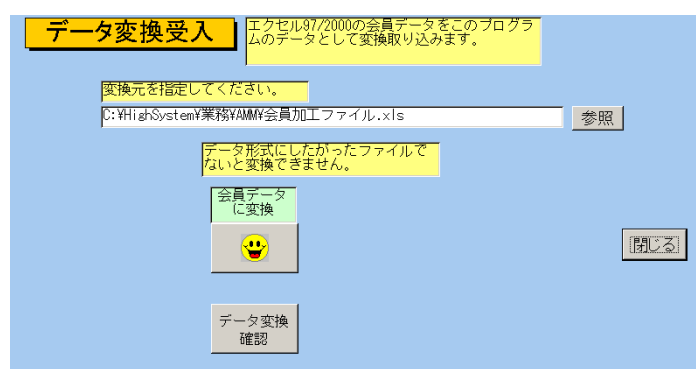 データ変換受入
エクセル97/2000の会員データをこのプログラ
ムのデータとして変換取り込みます。
変換元を指定してください。
C:¥HighSystem¥業務¥AMM¥会員加工ファイル.xls
参照
データ形式にしたがったファイルで
ないと変換できません。
会員データ
に変換
閉じる
データ変換
確認